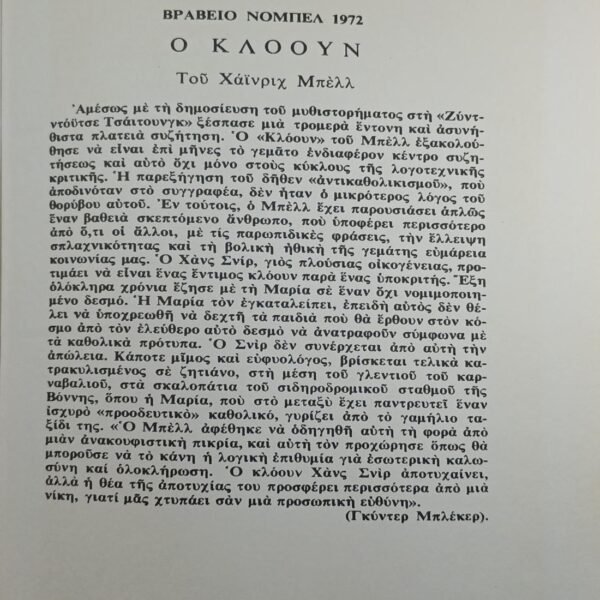 ΒΡΑΒΕΙΟ ΝΟΜΠΕΛ 1972
Ο ΚΛΟΟΥΝ
Τοῦ Χάϊνριχ Μπὲλλ
Ἀμέσως μὲ τὴ δημοσίευση τοῦ μυθιστορήματος στὴ «Ζύντ-
ντόϋτσε Τσάιτουνγκ» ξέσπασε μιὰ τρομερὰ ἔντονη καὶ ἀσυνή-
θιστα πλατειὰ συζήτηση. Ὁ «Κλόουν» τοῦ Μπὲλλ ἐξακολού-
θησε νὰ εἶναι ἐπὶ μῆνες τὸ γεμᾶτο ἐνδιαφέρον κέντρο συζη-
τήσεως καὶ αὐτὸ ὄχι μόνο στοὺς κύκλους τῆς λογοτεχνικῆς
κριτικῆς. Ἡ παρεξήγηση τοῦ δῆθεν «ἀντικαθολικισμοῦ», ποὺ
ἀποδινόταν στὸ συγγραφέα, δὲν ἦταν ὁ μικρότερος λόγος τοῦ
θορύβου αὐτοῦ. Ἐν τούτοις, ὁ Μπὲλλ ἔχει παρουσιάσει ἁπλῶς
ἕναν βαθειὰ σκεπτόμενο ἄνθρωπο, ποὺ ὑποφέρει περισσότερο
ἀπὸ ὅ,τι οἱ ἄλλοι, μὲ τὶς παρωπιδικὲς φράσεις, τὴν ἔλλειψη
σπλαχνικότητας καὶ τὴ βολικὴ ἠθικὴ τῆς γεμάτης εὐμάρεια
κοινωνίας μας. Ὁ Χὰνς Σνίρ, γιὸς πλούσιας οἰκογένειας, προ-
τιμάει νὰ εἶναι ἕνας ἔντιμος κλόουν παρὰ ἕνας ὑποκριτής. Ἕξη
ὁλόκληρα χρόνια ἔζησε μὲ τὴ Μαρία σὲ ἕναν ὄχι νομιμοποιη-
μένο δεσμό. Ἡ Μαρία τὸν ἐγκαταλείπει, ἐπειδὴ αὐτὸς δὲν θέ-
λει νὰ ὑποχρεωθῆ νὰ δεχτῆ τὰ παιδιὰ ποὺ θὰ ἔρθουν στὸν κό-
σμο ἀπὸ τὸν ἐλεύθερο αὐτὸ δεσμὸ νὰ ἀνατραφοῦν σύμφωνα μὲ
τὰ καθολικὰ πρότυπα. Ὁ Σνὶρ δὲν συνέρχεται ἀπὸ αὐτὴ τὴν
ἀπώλεια. Κάποτε μῖμος καὶ εὐφυολόγος, βρίσκεται τελικὰ κα-
τρακυλισμένος σὲ ζητιάνο, στὴ μέση τοῦ γλεντιοῦ τοῦ καρ-
ναβαλιοῦ, στὰ σκαλοπάτια τοῦ σιδηροδρομικοῦ σταθμοῦ τῆς
Βόννης, ὅπου ἡ Μαρία, ποὺ στὸ μεταξὺ ἔχει παντρευτεῖ ἕναν
ἰσχυρὸ «προοδευτικὸ» καθολικό, γυρίζει ἀπὸ τὸ γαμήλιο τα-
ξίδι της. «Ὁ Μπὲλλ ἀφέθηκε νὰ ὁδηγηθῆ αὐτὴ τὴ φορὰ ἀπὸ
μιὰν ἀνακουφιστικὴ πικρία, καὶ αὐτὴ τὸν προχώρησε ὅπως θὰ
μποροῦσε νὰ τὸ κάνη ἡ λογικὴ ἐπιθυμία γιὰ ἐσωτερικὴ καλω-
σύνη καί ὁλοκλήρωση. Ὁ κλόουν Χὰνς Σνὶρ ἀποτυχαίνει,
ἀλλὰ ἡ θέα τῆς ἀποτυχίας του προσφέρει περισσότερα ἀπὸ μιὰ
νίκη, γιατί μᾶς χτυπάει σὰν μιὰ προσωπικὴ εὐθύνη».
(Γκύντερ Μπλέκερ).